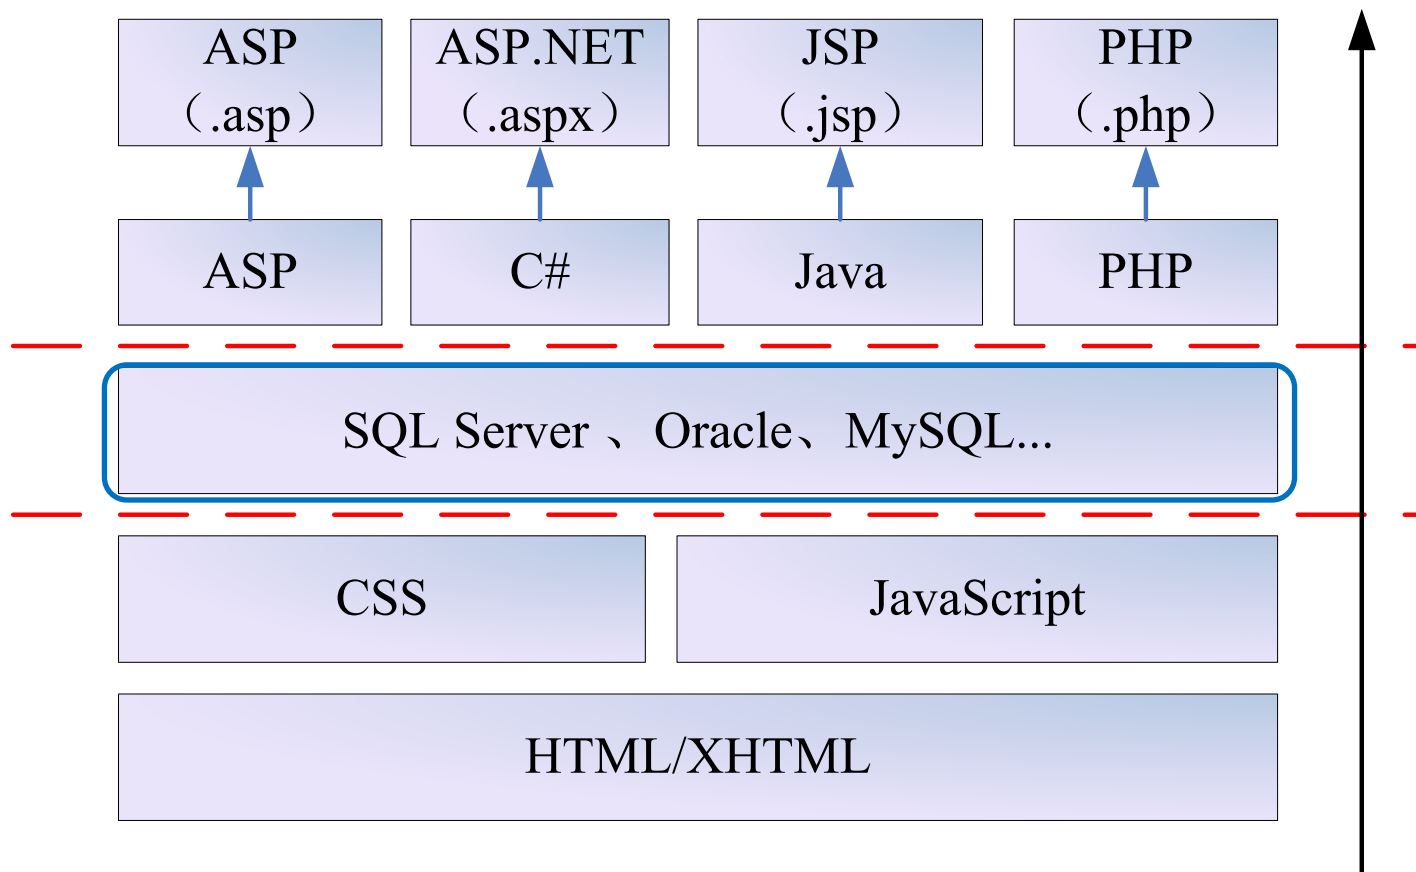 ASP
（.asp）
ASP.NET
（.aspx）
JSP
（.jsp）
PHP
（.php）
ASP
C#
Java
PHP
SQL Server 、Oracle、MySQL...
CSS
JavaScript
HTML/XHTML